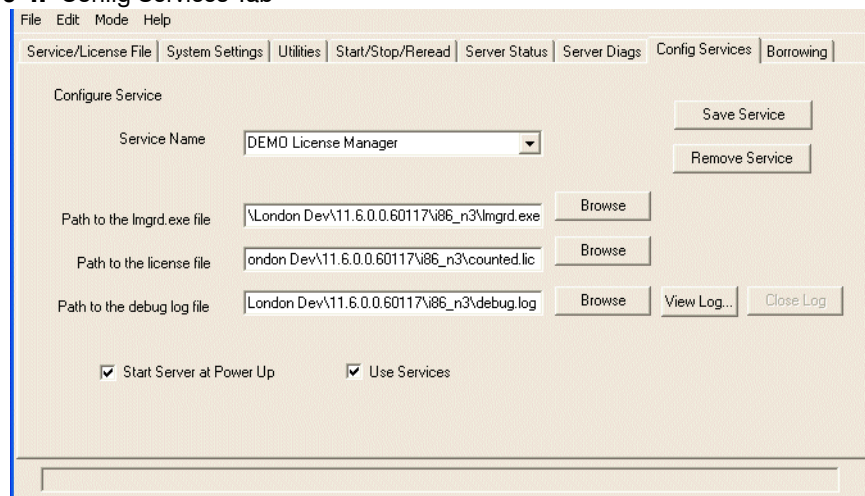 Config Services Tab
File Edit Mode Help
Service/License File System Settings Utilities Start/Stop/Reread Server Status Server Diags Config Services Borrowing
Configure Service
Save Service
Service Name DEMO License Manager
Remove Service
Path to the lmgrd.exe file \London Dev\11.6.0.0.60117\i86_n3\lmgrd.exe Browse
Path to the license file ondon Dev\11.6.0.0.60117\i86_n3\counted.lic Browse
Path to the debug log file London Dev\11.6.0.0.60117\i86_n3\debug.log Browse View Log... Close Log
Start Server at Power Up Use Services